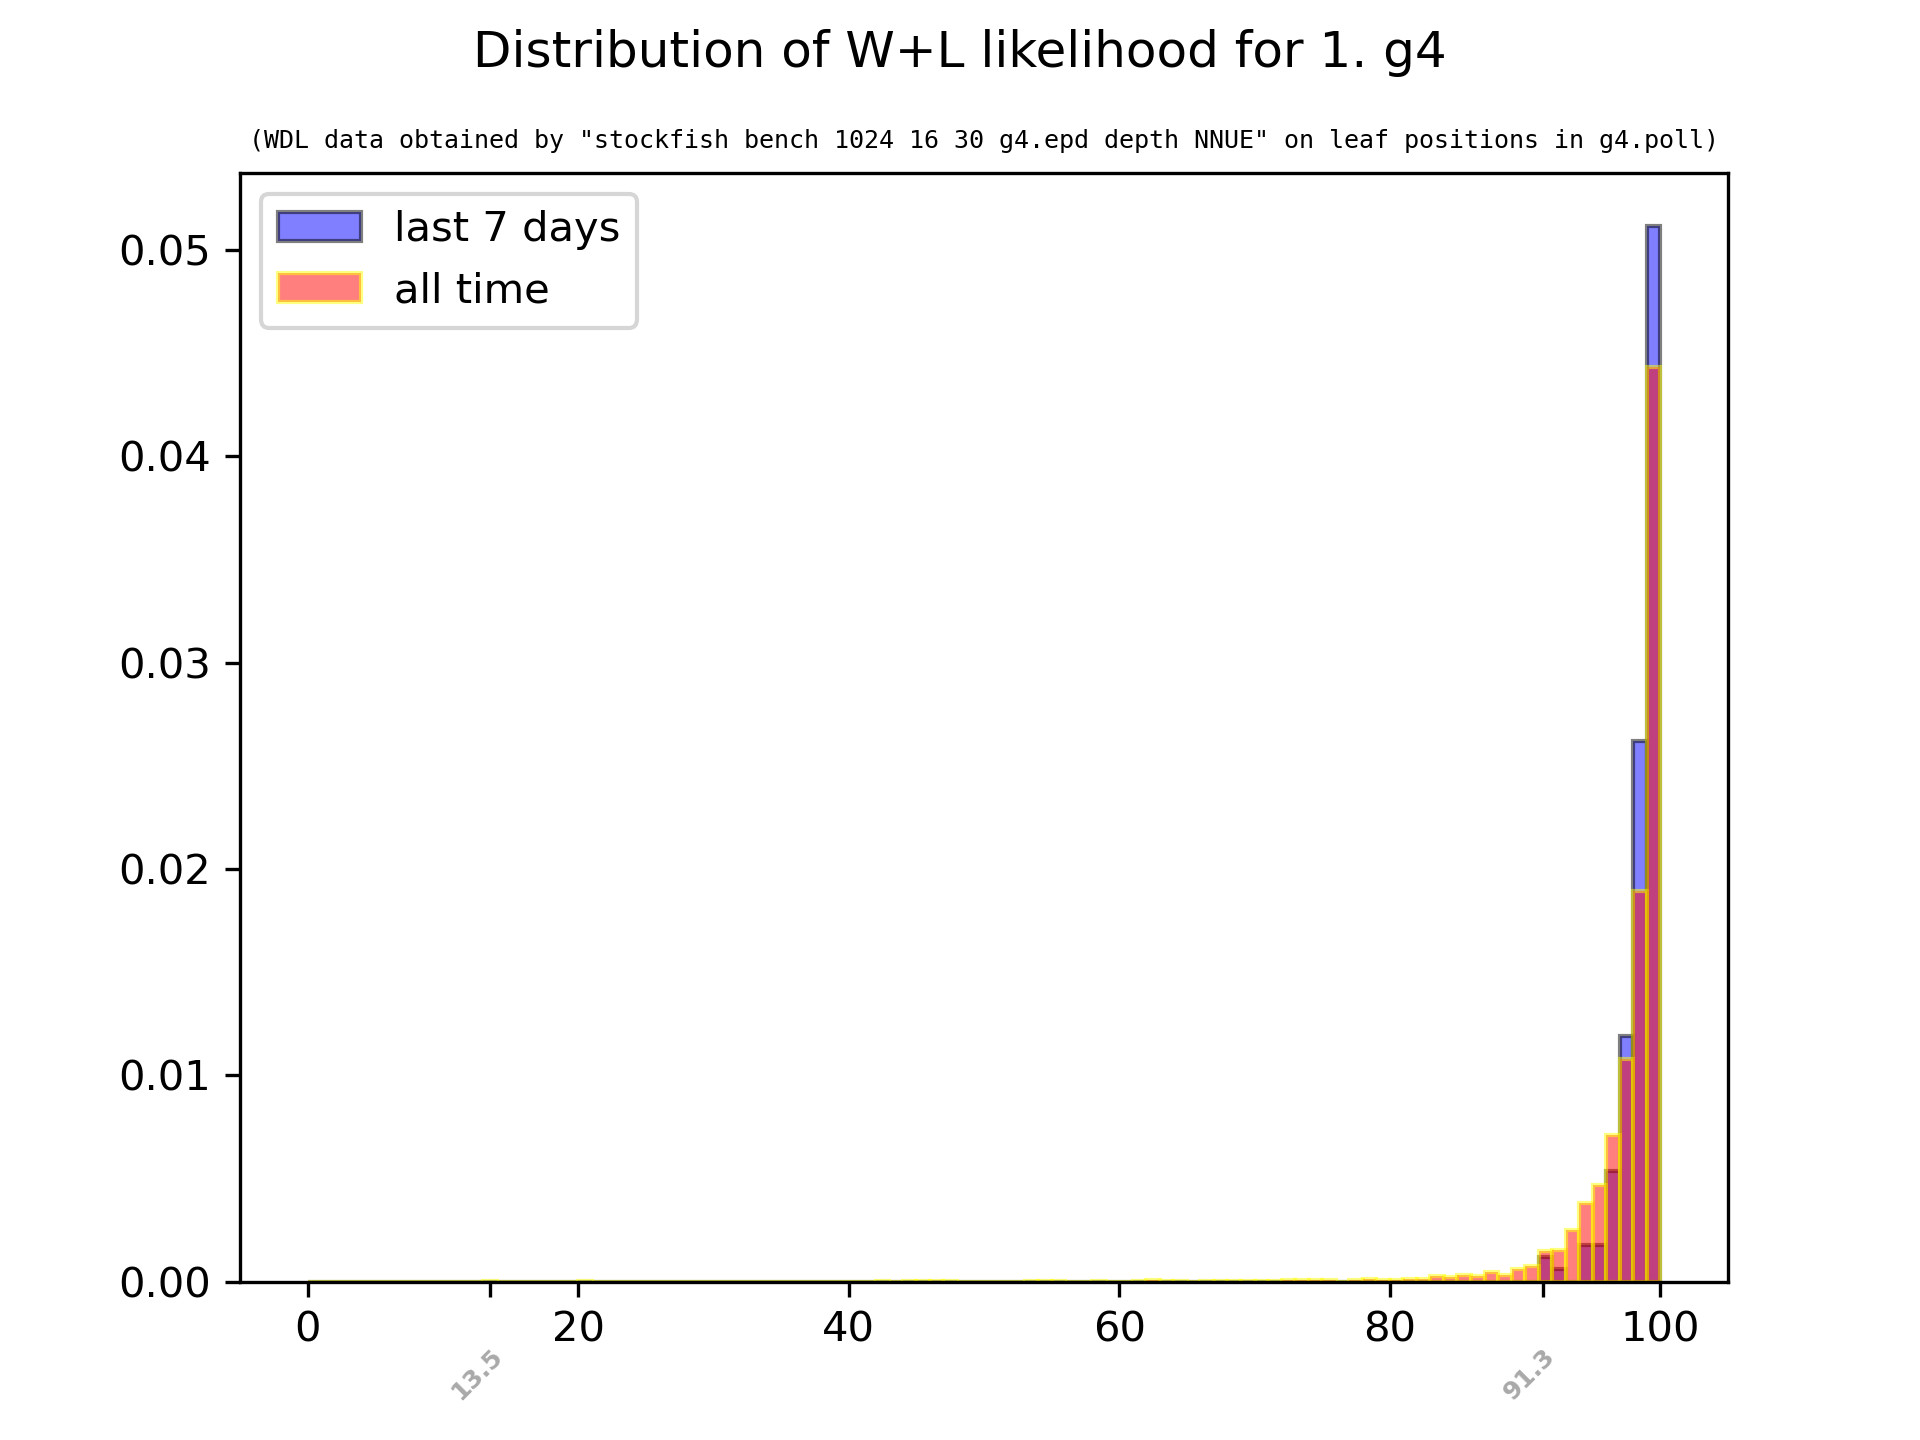 Distribution of W+L likelihood for 1. g4
(WDL data obtained by "stockfish bench 1024 16 30 g4.epd depth NNUE" on leaf positions in g4.poll)
last 7 days
all time
0.05
0.04
0.03
0.02
0.01
0.00
0 20 40 60 80 100
13.5 91.3